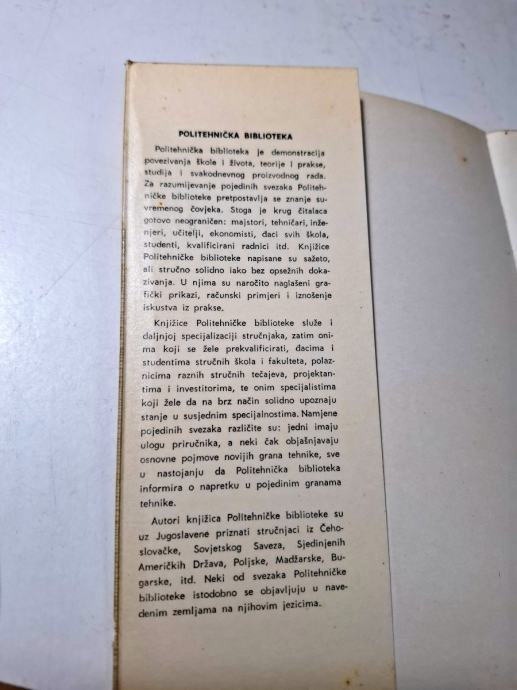 POLITEHNIČKA BIBLIOTEKA
Politehnička biblioteka je demonstracija
povezivanja škole i života, teorije i prakse,
studija i svakodnevnog proizvodnog rada.
Za razumijevanje pojedinih svezaka Politeh-
ničke biblioteke pretpostavlja se znanje su-
vremenog čovjeka. Stoga je krug čitalaca
gotovo neograničen: majstori, tehničari, inže-
njeri, učitelji, ekonomisti, đaci svih škola,
studenti, kvalificirani radnici itd. Knjižice
Politehničke biblioteke napisane su sažeto,
ali stručno solidno iako bez opsežnih doka-
zivanja. U njima su naročito naglašeni gra-
fički prikazi, računski primjeri i iznošenje
iskustva iz prakse.
Knjižice Politehničke biblioteke služe i
daljnjoj specijalizaciji stručnjaka, zatim oni-
ma koji se žele prekvalificirati, đacima i
studentima stručnih škola i fakulteta, polaz-
nicima raznih stručnih tečajeva, projektan-
tima i investitorima, te onim specijalistima
koji žele da na brz način solidno upoznaju
stanje u susjednim specijalnostima. Namjene
pojedinih svezaka različite su: jedni imaju
ulogu priručnika, a neki čak objašnjavaju
osnovne pojmove novijih grana tehnike, sve
u nastojanju da Politehnička biblioteka
informira o napretku u pojedinim granama
tehnike.
Autori knjižica Politehničke biblioteke su
uz Jugoslavene priznati stručnjaci iz Čeho-
slovačke, Sovjetskog Saveza, Sjedinjenih
Američkih Država, Poljske, Madžarske, Bu-
garske, itd. Neki od svezaka Politehničke
biblioteke istodobno se objavljuju u nave-
denim zemljama na njihovim jezicima.